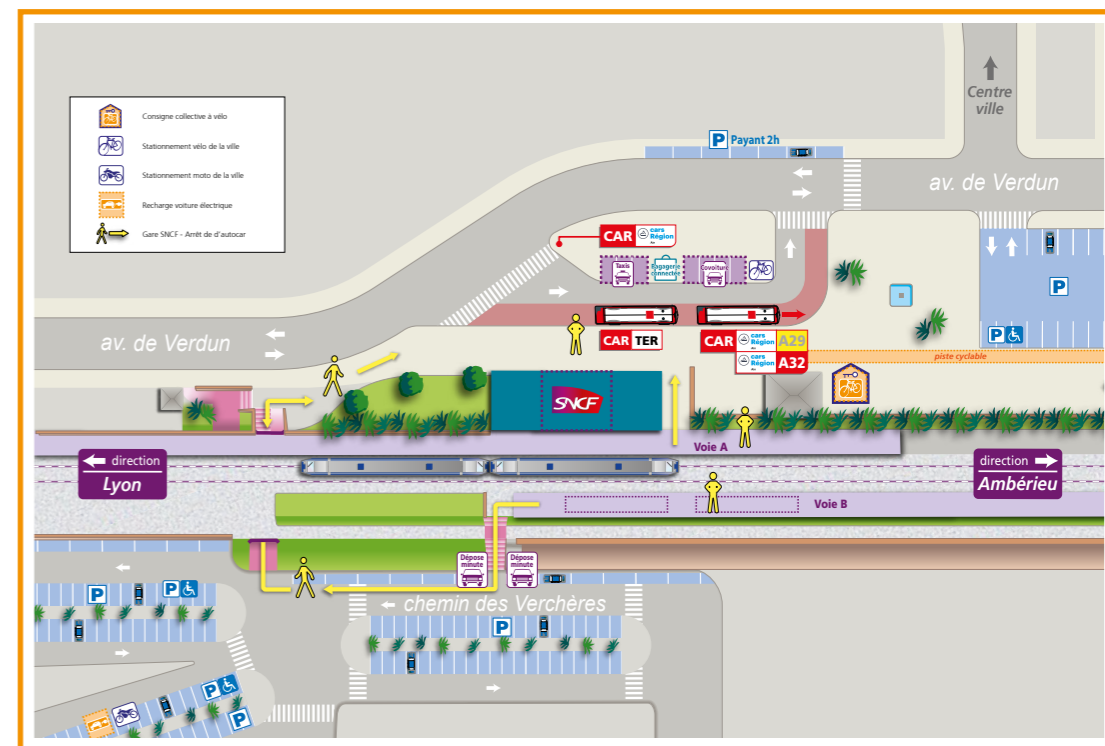 Consigne collective à vélo
Stationnement vélo de la ville
Stationnement moto de la ville
Recharge voiture électrique
Gare SNCF - Arrêt de d'autocar
Centre
ville
P Payant 2h
av. de Verdun
CAR cars
Région
Ain
Taxis
Bagagerie
connectée
Covoiturage
P
av. de Verdun
CAR TER
CAR cars
Région
Ain
A29
cars
Région
Ain
A32
P
piste cyclable
SNCF
Voie A
direction
Lyon
direction
Ambérieu
Voie B
Dépose
minute
Dépose
minute
chemin des Verchères
P
P
P
P
P